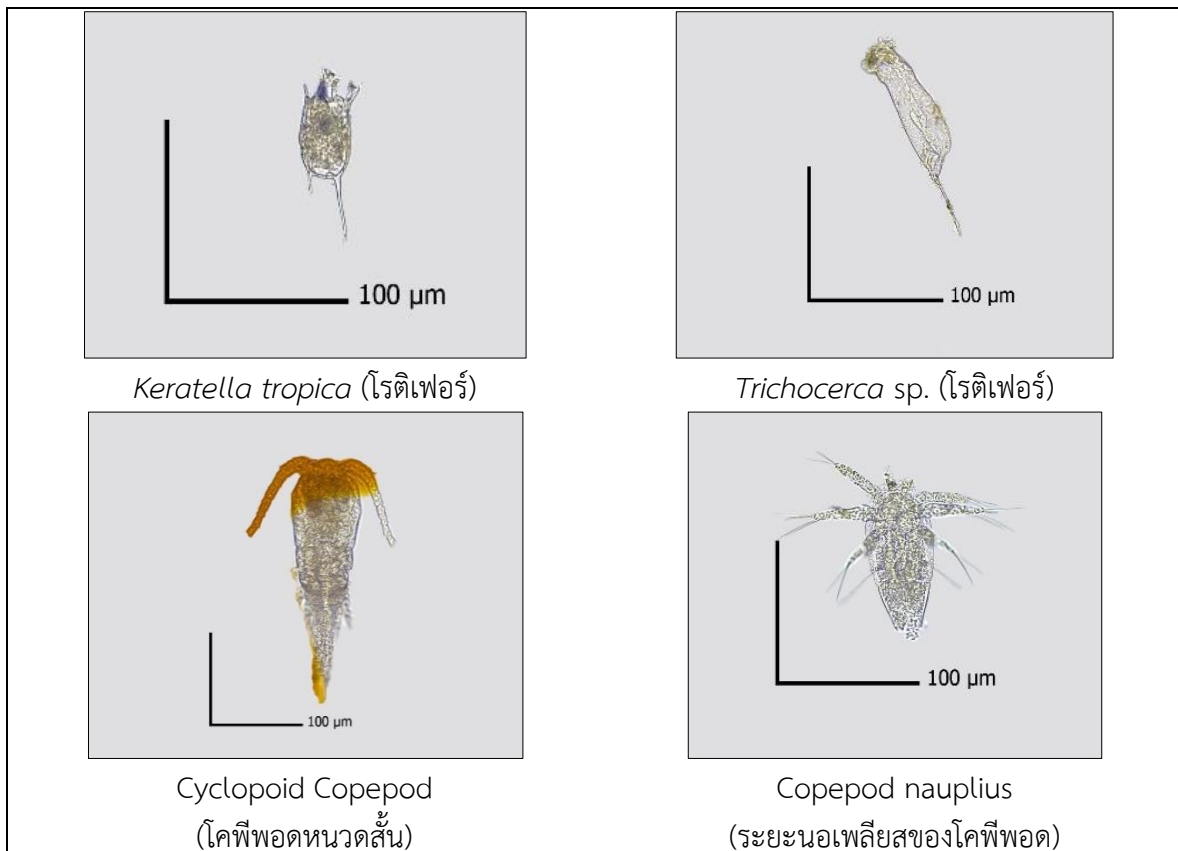 100 μm
100 μm
Keratella tropica (โรติเฟอร์)
Trichocerca sp. (โรติเฟอร์)
100 μm
100 μm
Cyclopoid Copepod
(โคพีพอดหนวดสั้น)
Copepod nauplius
(ระยะนอเพลียสของโคพีพอด)